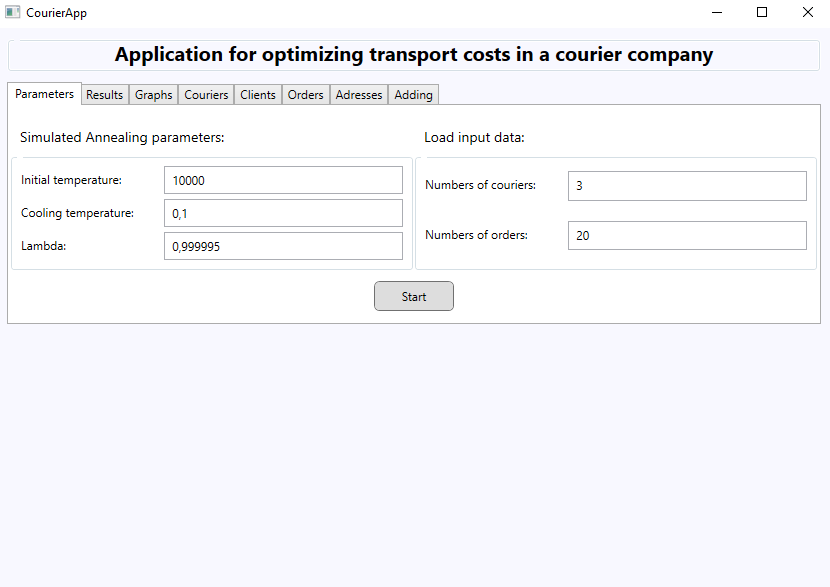 CourierApp
Application for optimizing transport costs in a courier company
Parameters Results Graphs Couriers Clients Orders Adresses Adding
Simulated Annealing parameters:
Initial temperature: 10000
Cooling temperature: 0,1
Lambda: 0,999995
Load input data:
Numbers of couriers: 3
Numbers of orders: 20
Start